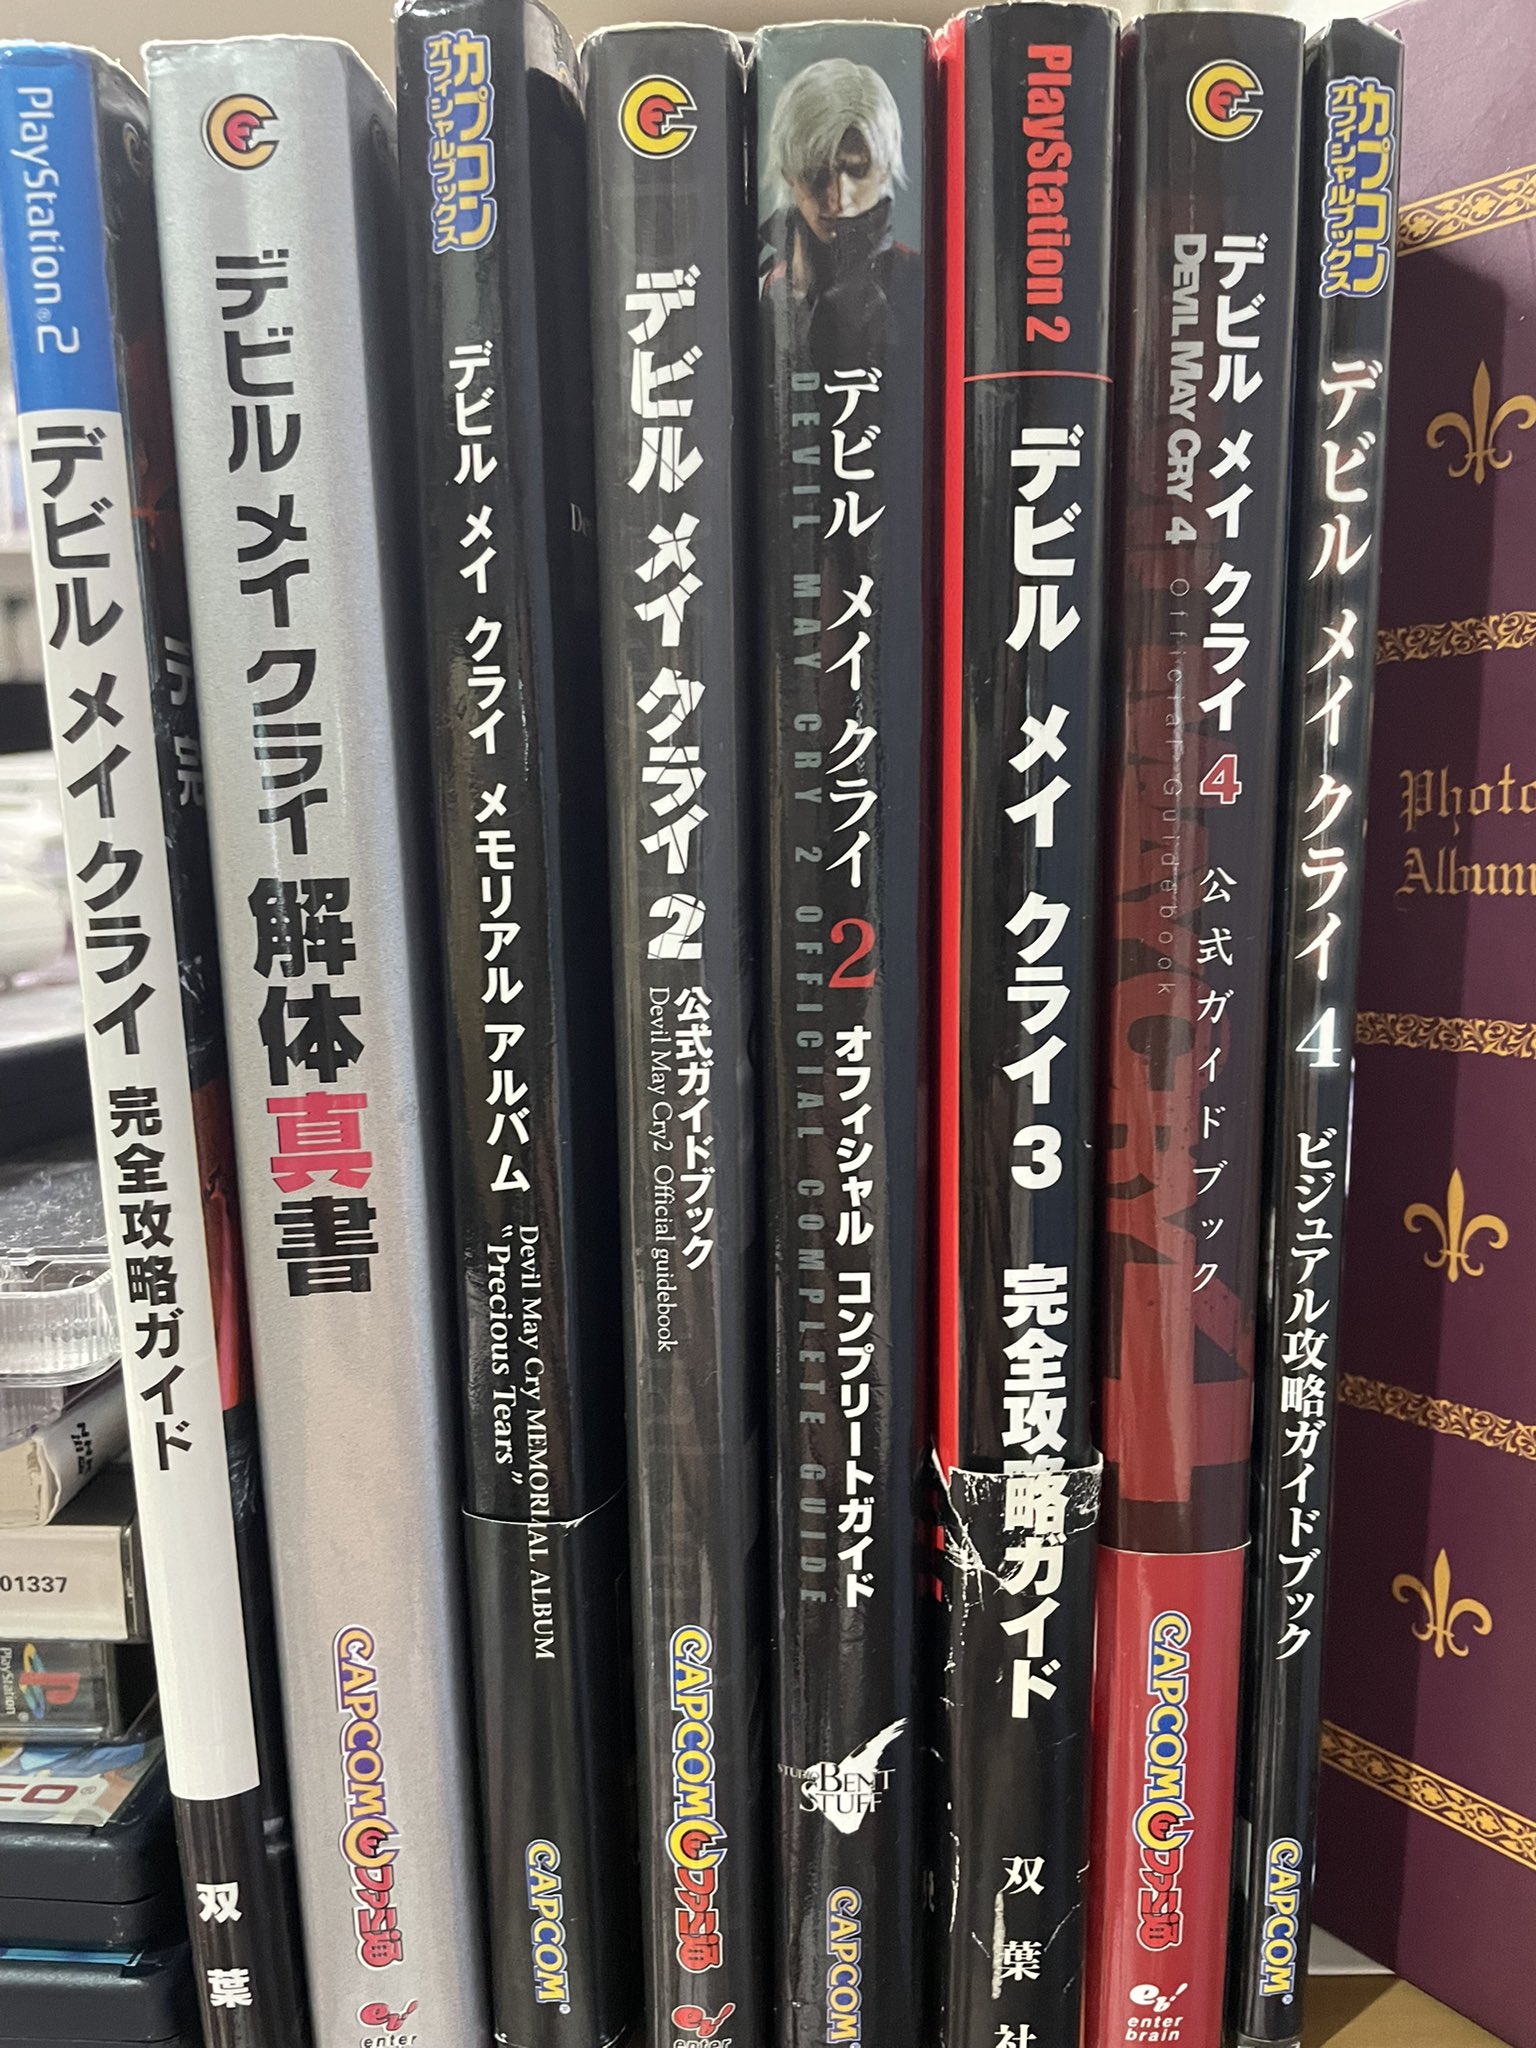 PlayStation®2
デビル メイ クライ 完全攻略ガイド
双葉
デビル メイ クライ 解体真書
CAPCOM
ファミ通
enter
カプコン
オフィシャルブックス
デビル メイ クライ メモリアル アルバム
Devil May Cry MEMORIAL ALBUM
"Precious Tears"
CAPCOM
デビル メイ クライ2
公式ガイドブック
Devil May Cry2 Official guidebook
CAPCOM
ファミ通
enter
デビル メイ クライ 2 オフィシャル コンプリートガイド
DEVIL MAY CRY 2 OFFICIAL COMPLETE GUIDE
STUDIO BENT STUFF
CAPCOM
PlayStation 2
デビル メイ クライ3 完全攻略ガイド
双葉社
デビル メイ クライ4 公式ガイドブック
DEVIL MAY CRY 4 Official Guidebook
CAPCOM
ファミ通
eb!
enter brain
カプコン
オフィシャルブックス
デビル メイ クライ 4 ビジュアル攻略ガイドブック
CAPCOM
Photo
Album
01337
PlayStation